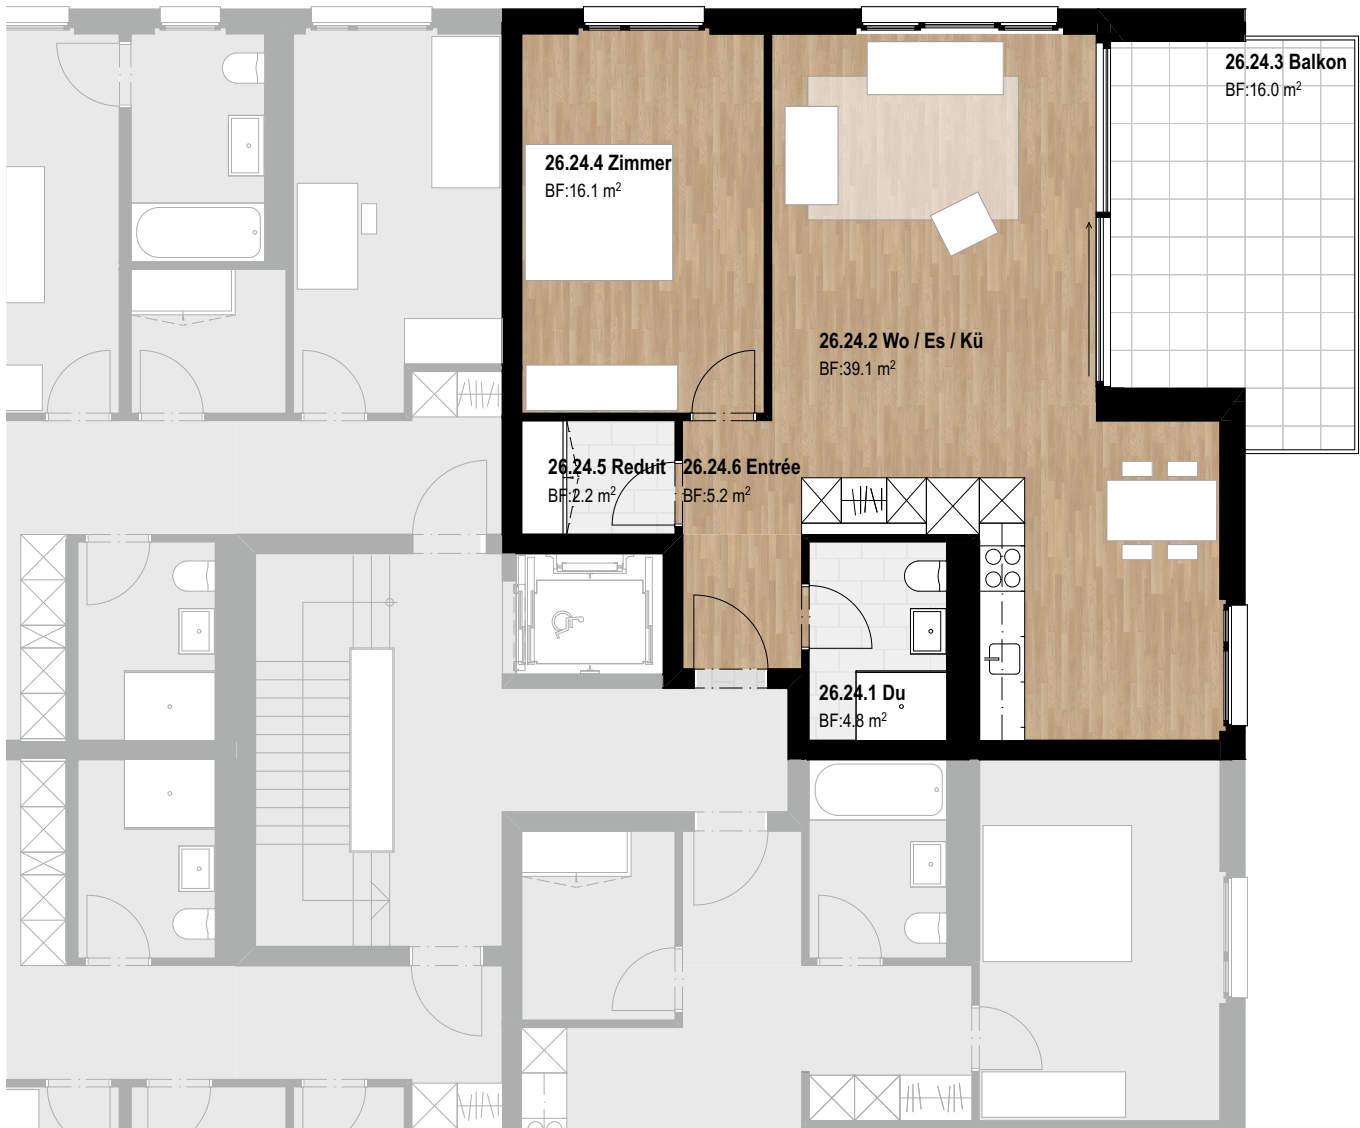 26.24.3 Balkon
BF:16.0 m²
26.24.4 Zimmer
BF:16.1 m²
26.24.2 Wo / Es / Kü
BF:39.1 m²
26.24.5 Reduit
BF:2.2 m²
26.24.6 Entrée
BF:5.2 m²
26.24.1 Du
BF:4.8 m²